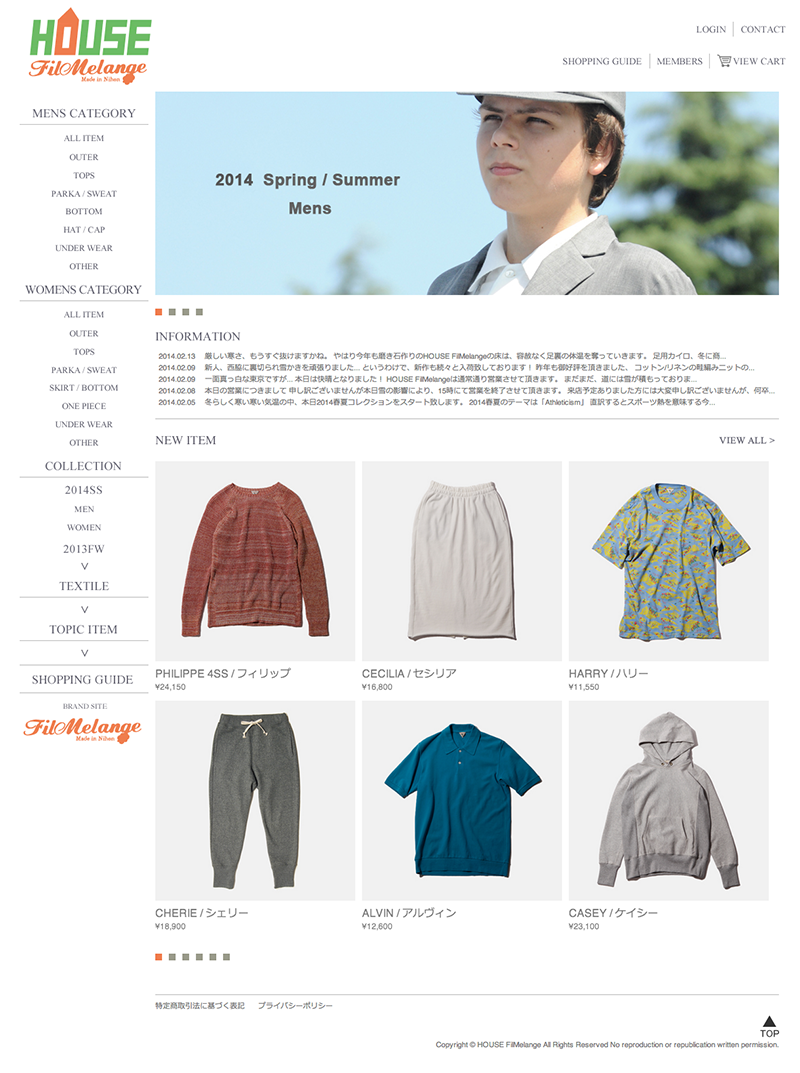 HOUSE
FilMelange
Made in Nihon.
LOGIN
CONTACT
SHOPPING GUIDE
MEMBERS
VIEW CART
MENS CATEGORY
ALL ITEM
OUTER
TOPS
PARKA / SWEAT
BOTTOM
HAT / CAP
UNDER WEAR
OTHER
WOMENS CATEGORY
ALL ITEM
OUTER
TOPS
PARKA / SWEAT
SKIRT / BOTTOM
ONE PIECE
UNDER WEAR
OTHER
COLLECTION
2014SS
MEN
WOMEN
2013FW
TEXTILE
TOPIC ITEM
SHOPPING GUIDE
BRAND SITE
FilMelange
Made in Nihon.
2014 Spring / Summer
Mens
INFORMATION
2014.02.13 厳しい寒さ、もうすぐ抜けますかね。 やはり今年も磨き石作りのHOUSE FilMelangeの床は、容赦なく足裏の体温を奪っていきます。 足用カイロ、冬に商...
2014.02.09 新人、西脇に裏切られ雪かきを頑張りました... というわけで、新作も続々と入荷致しております！ 昨年も御好評を頂きました、 コットン/リネンの畦編みニットの...
2014.02.09 一面真っ白な東京ですが... 本日は快晴となりました！ HOUSE FilMelangeは通常通り営業させて頂きます。 まだまだ、道には雪が積もっておりま...
2014.02.08 本日の営業につきまして 申し訳ございませんが本日雪の影響により、15時にて営業を終了させて頂きます。 来店予定ありました方には大変申し訳ございませんが、何卒...
2014.02.05 冬らしく寒い寒い気温の中、本日2014春夏コレクションをスタート致します。 2014春夏のテーマは「Athleticism」 直訳するとスポーツ熱を意味する今...
NEW ITEM
VIEW ALL >
PHILIPPE 4SS / フィリップ
¥24,150
CECILIA / セシリア
¥16,800
HARRY / ハリー
¥11,550
CHERIE / シェリー
¥18,900
ALVIN / アルヴィン
¥12,600
CASEY / ケイシー
¥23,100
特定商取引法に基づく表記 プライバシーポリシー
TOP
Copyright © HOUSE FilMelange All Rights Reserved No reproduction or republication written permission.